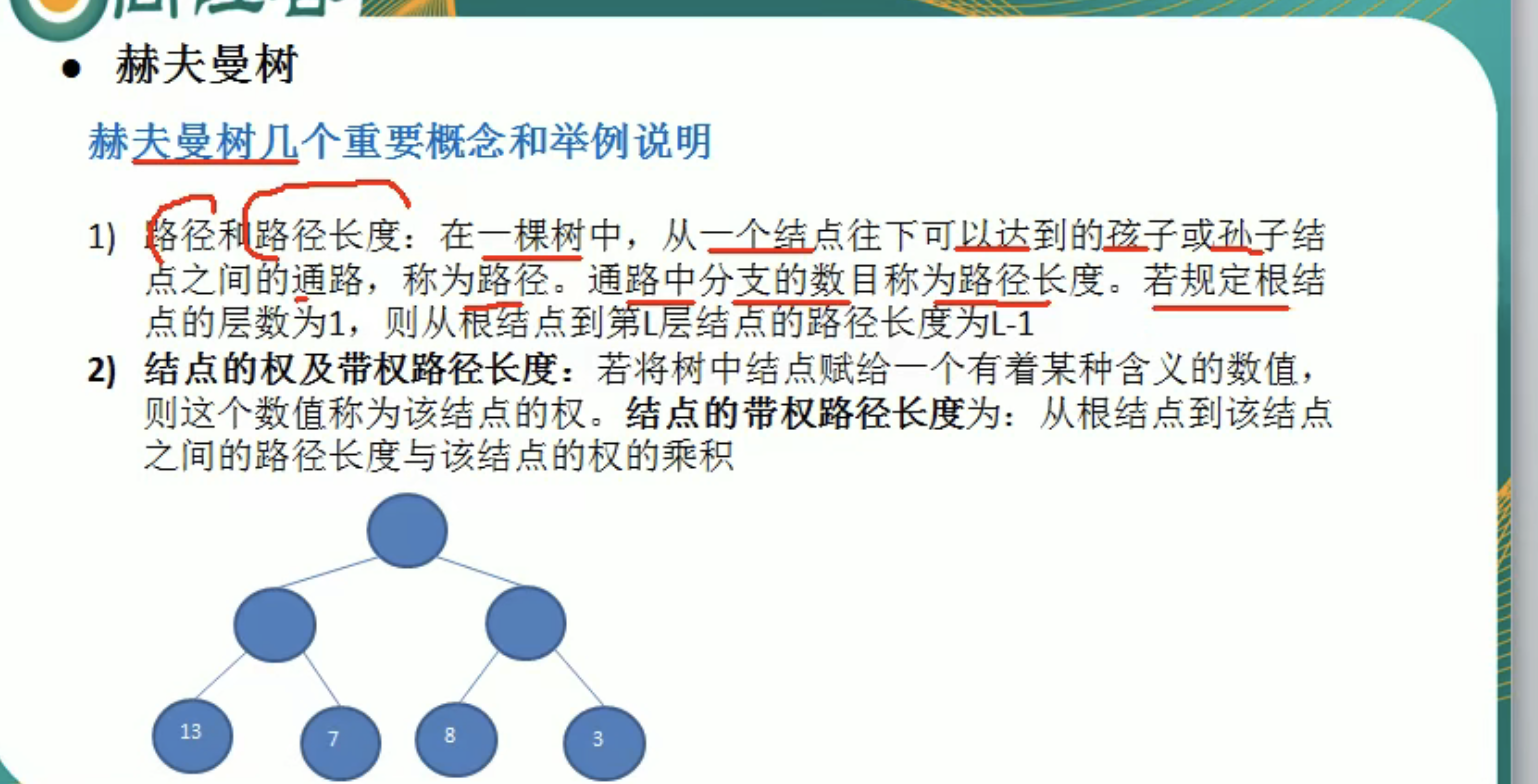 赫夫曼树
赫夫曼树几个重要概念和举例说明
1) 路径和路径长度：在一棵树中，从一个结点往下可以达到的孩子或孙子结
点之间的通路，称为路径。通路中分支的数目称为路径长度。若规定根结
点的层数为1，则从根结点到第L层结点的路径长度为L-1
2) 结点的权及带权路径长度：若将树中结点赋给一个有着某种含义的数值，
则这个数值称为该结点的权。结点的带权路径长度为：从根结点到该结点
之间的路径长度与该结点的权的乘积
13 7 8 3